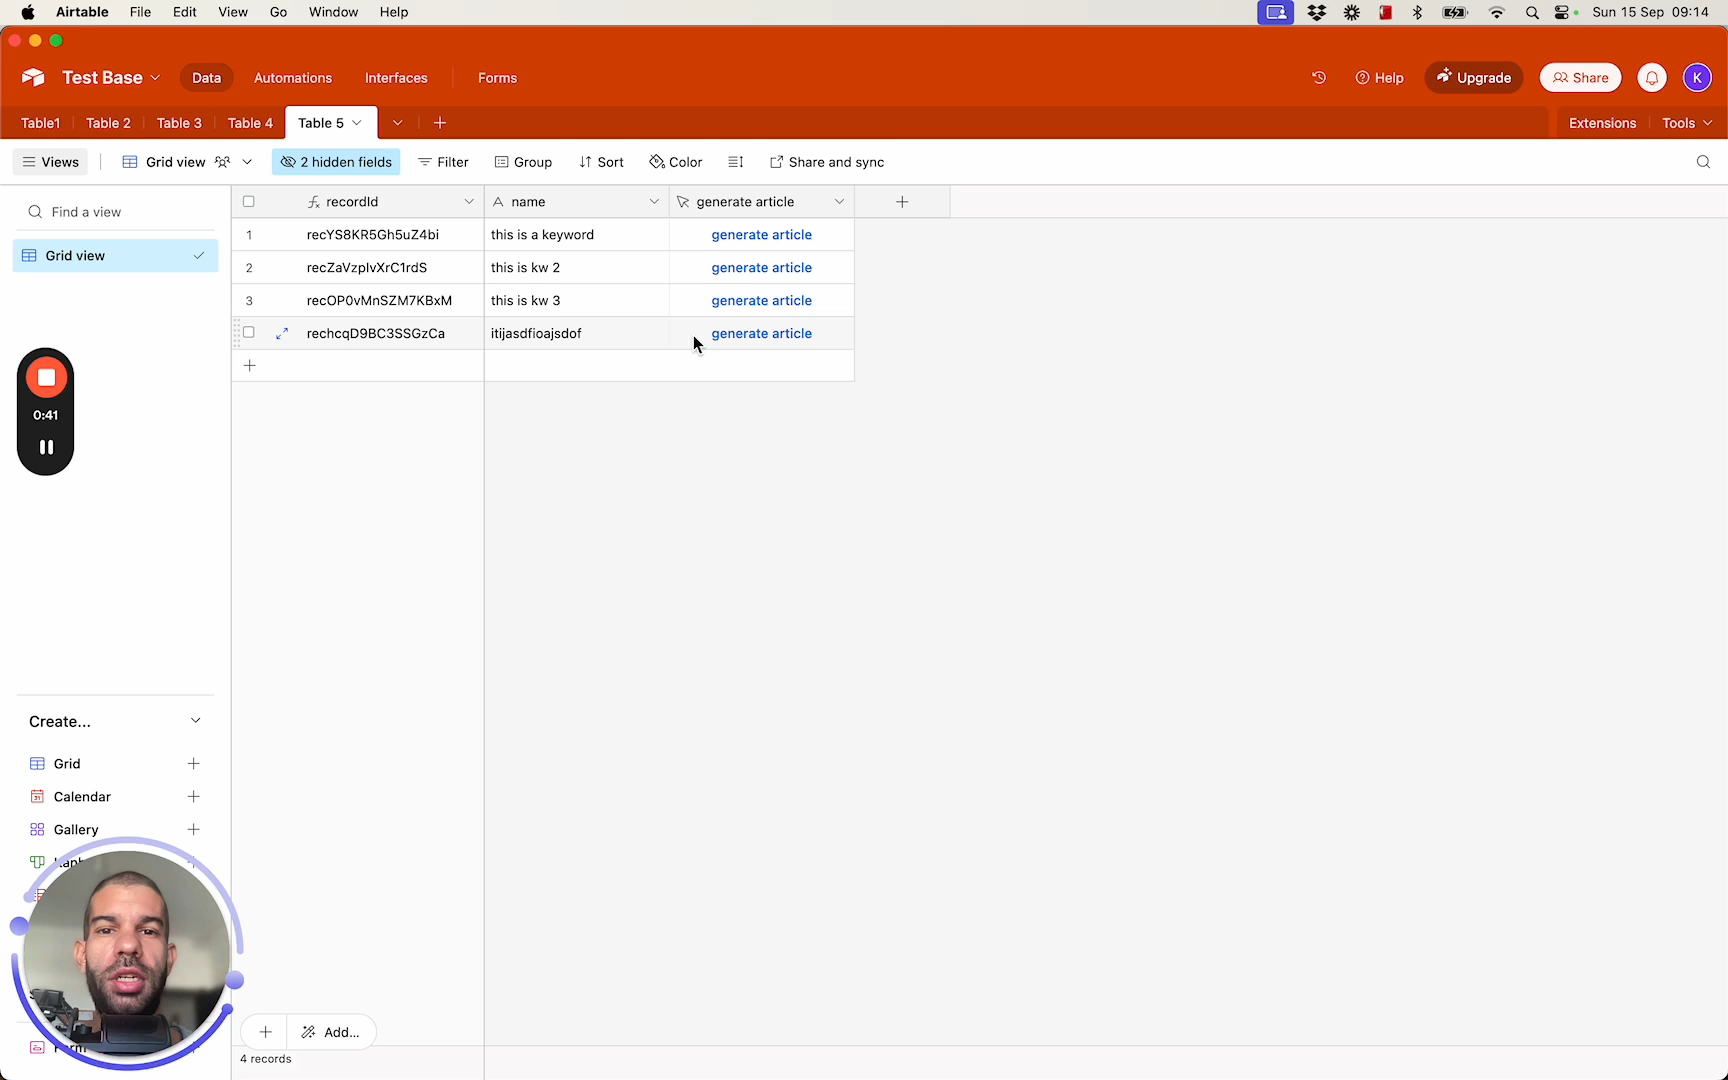 Airtable File Edit View Go Window Help Sun 15 Sep 09:14
Test Base Data Automations Interfaces Forms Help Upgrade Share K
Table1 Table 2 Table 3 Table 4 Table 5 Extensions Tools
Views Grid view 2 hidden fields Filter Group Sort Color Share and sync
Find a view
Grid view
recordId name generate article
1 recYS8KR5Gh5uZ4bi this is a keyword generate article
2 recZaVzpIvXrC1rdS this is kw 2 generate article
3 recOP0vMnSZM7KBxM this is kw 3 generate article
rechcqD9BC3SSGzCa itijasdfioajsdof generate article
0:41
Create...
Grid
31 Calendar
Gallery
Form
Add...
4 records